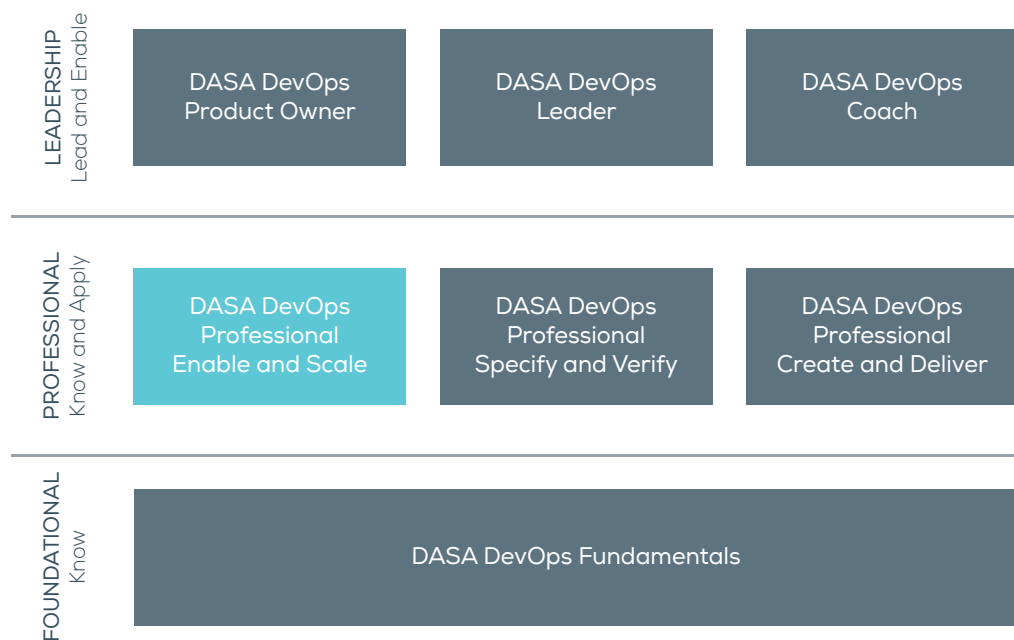 LEADERSHIP
Lead and Enable
DASA DevOps
Product Owner
DASA DevOps
Leader
DASA DevOps
Coach
PROFESSIONAL
Know and Apply
DASA DevOps
Professional
Enable and Scale
DASA DevOps
Professional
Specify and Verify
DASA DevOps
Professional
Create and Deliver
FOUNDATIONAL
Know
DASA DevOps Fundamentals